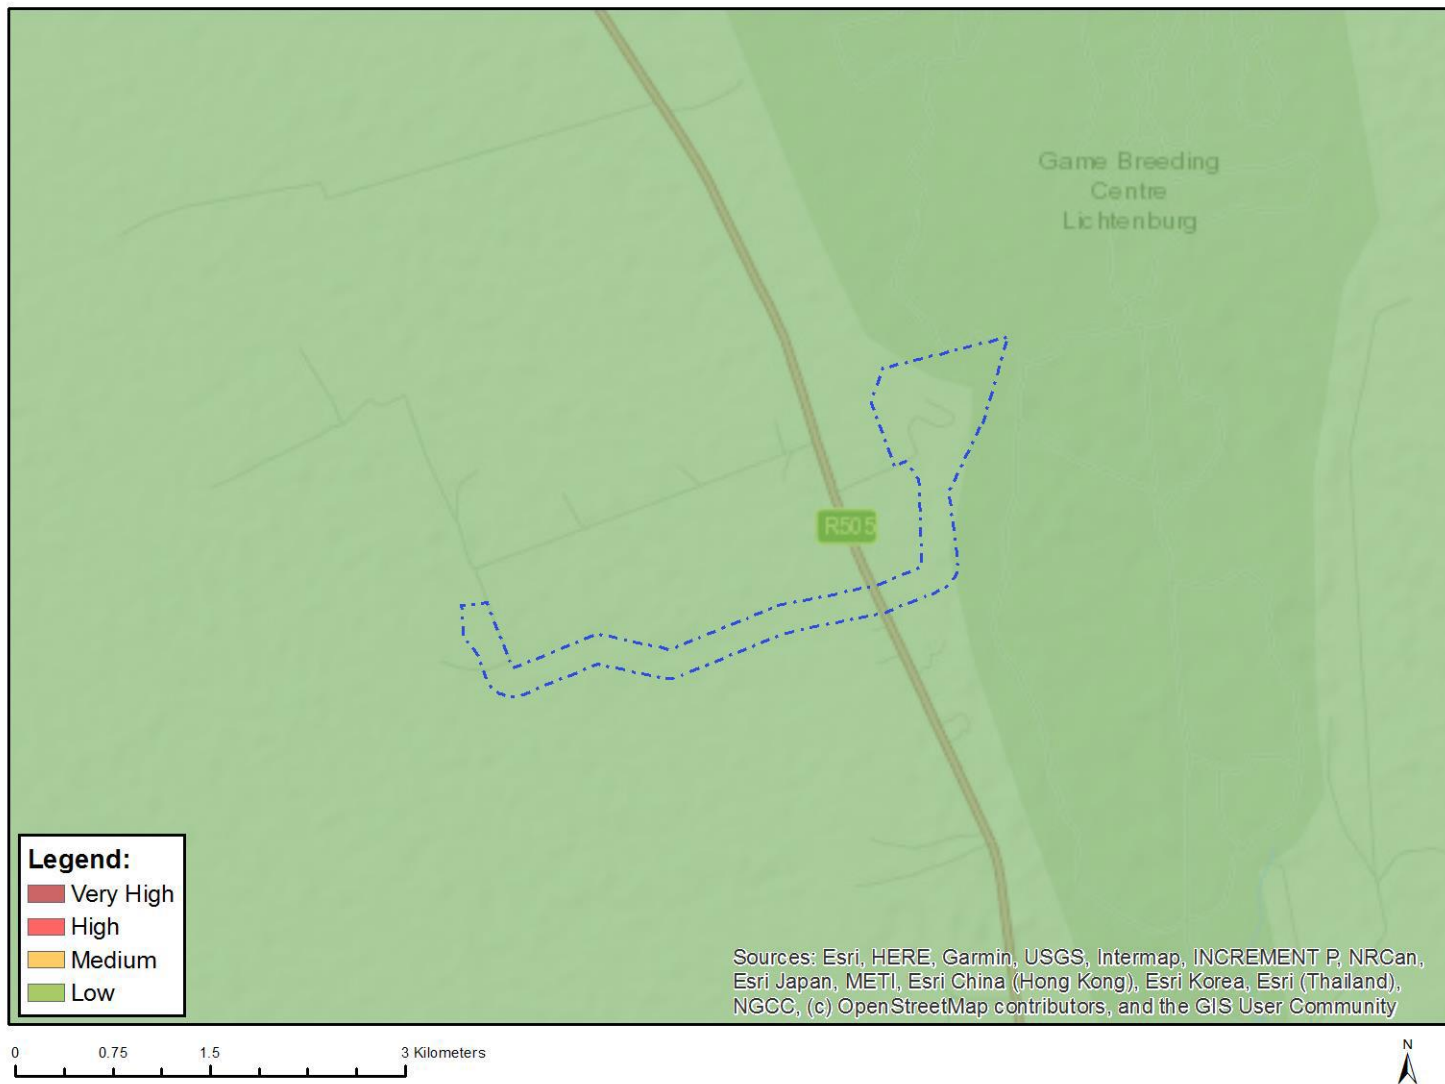 Game Breeding
Centre
Lichtenburg
R505
Legend:
Very High
High
Medium
Low
Sources: Esri, HERE, Garmin, USGS, Intermap, INCREMENT P, NRCan,
Esri Japan, METI, Esri China (Hong Kong), Esri Korea, Esri (Thailand),
NGCC, (c) OpenStreetMap contributors, and the GIS User Community
0 0.75 1.5 3 Kilometers
N